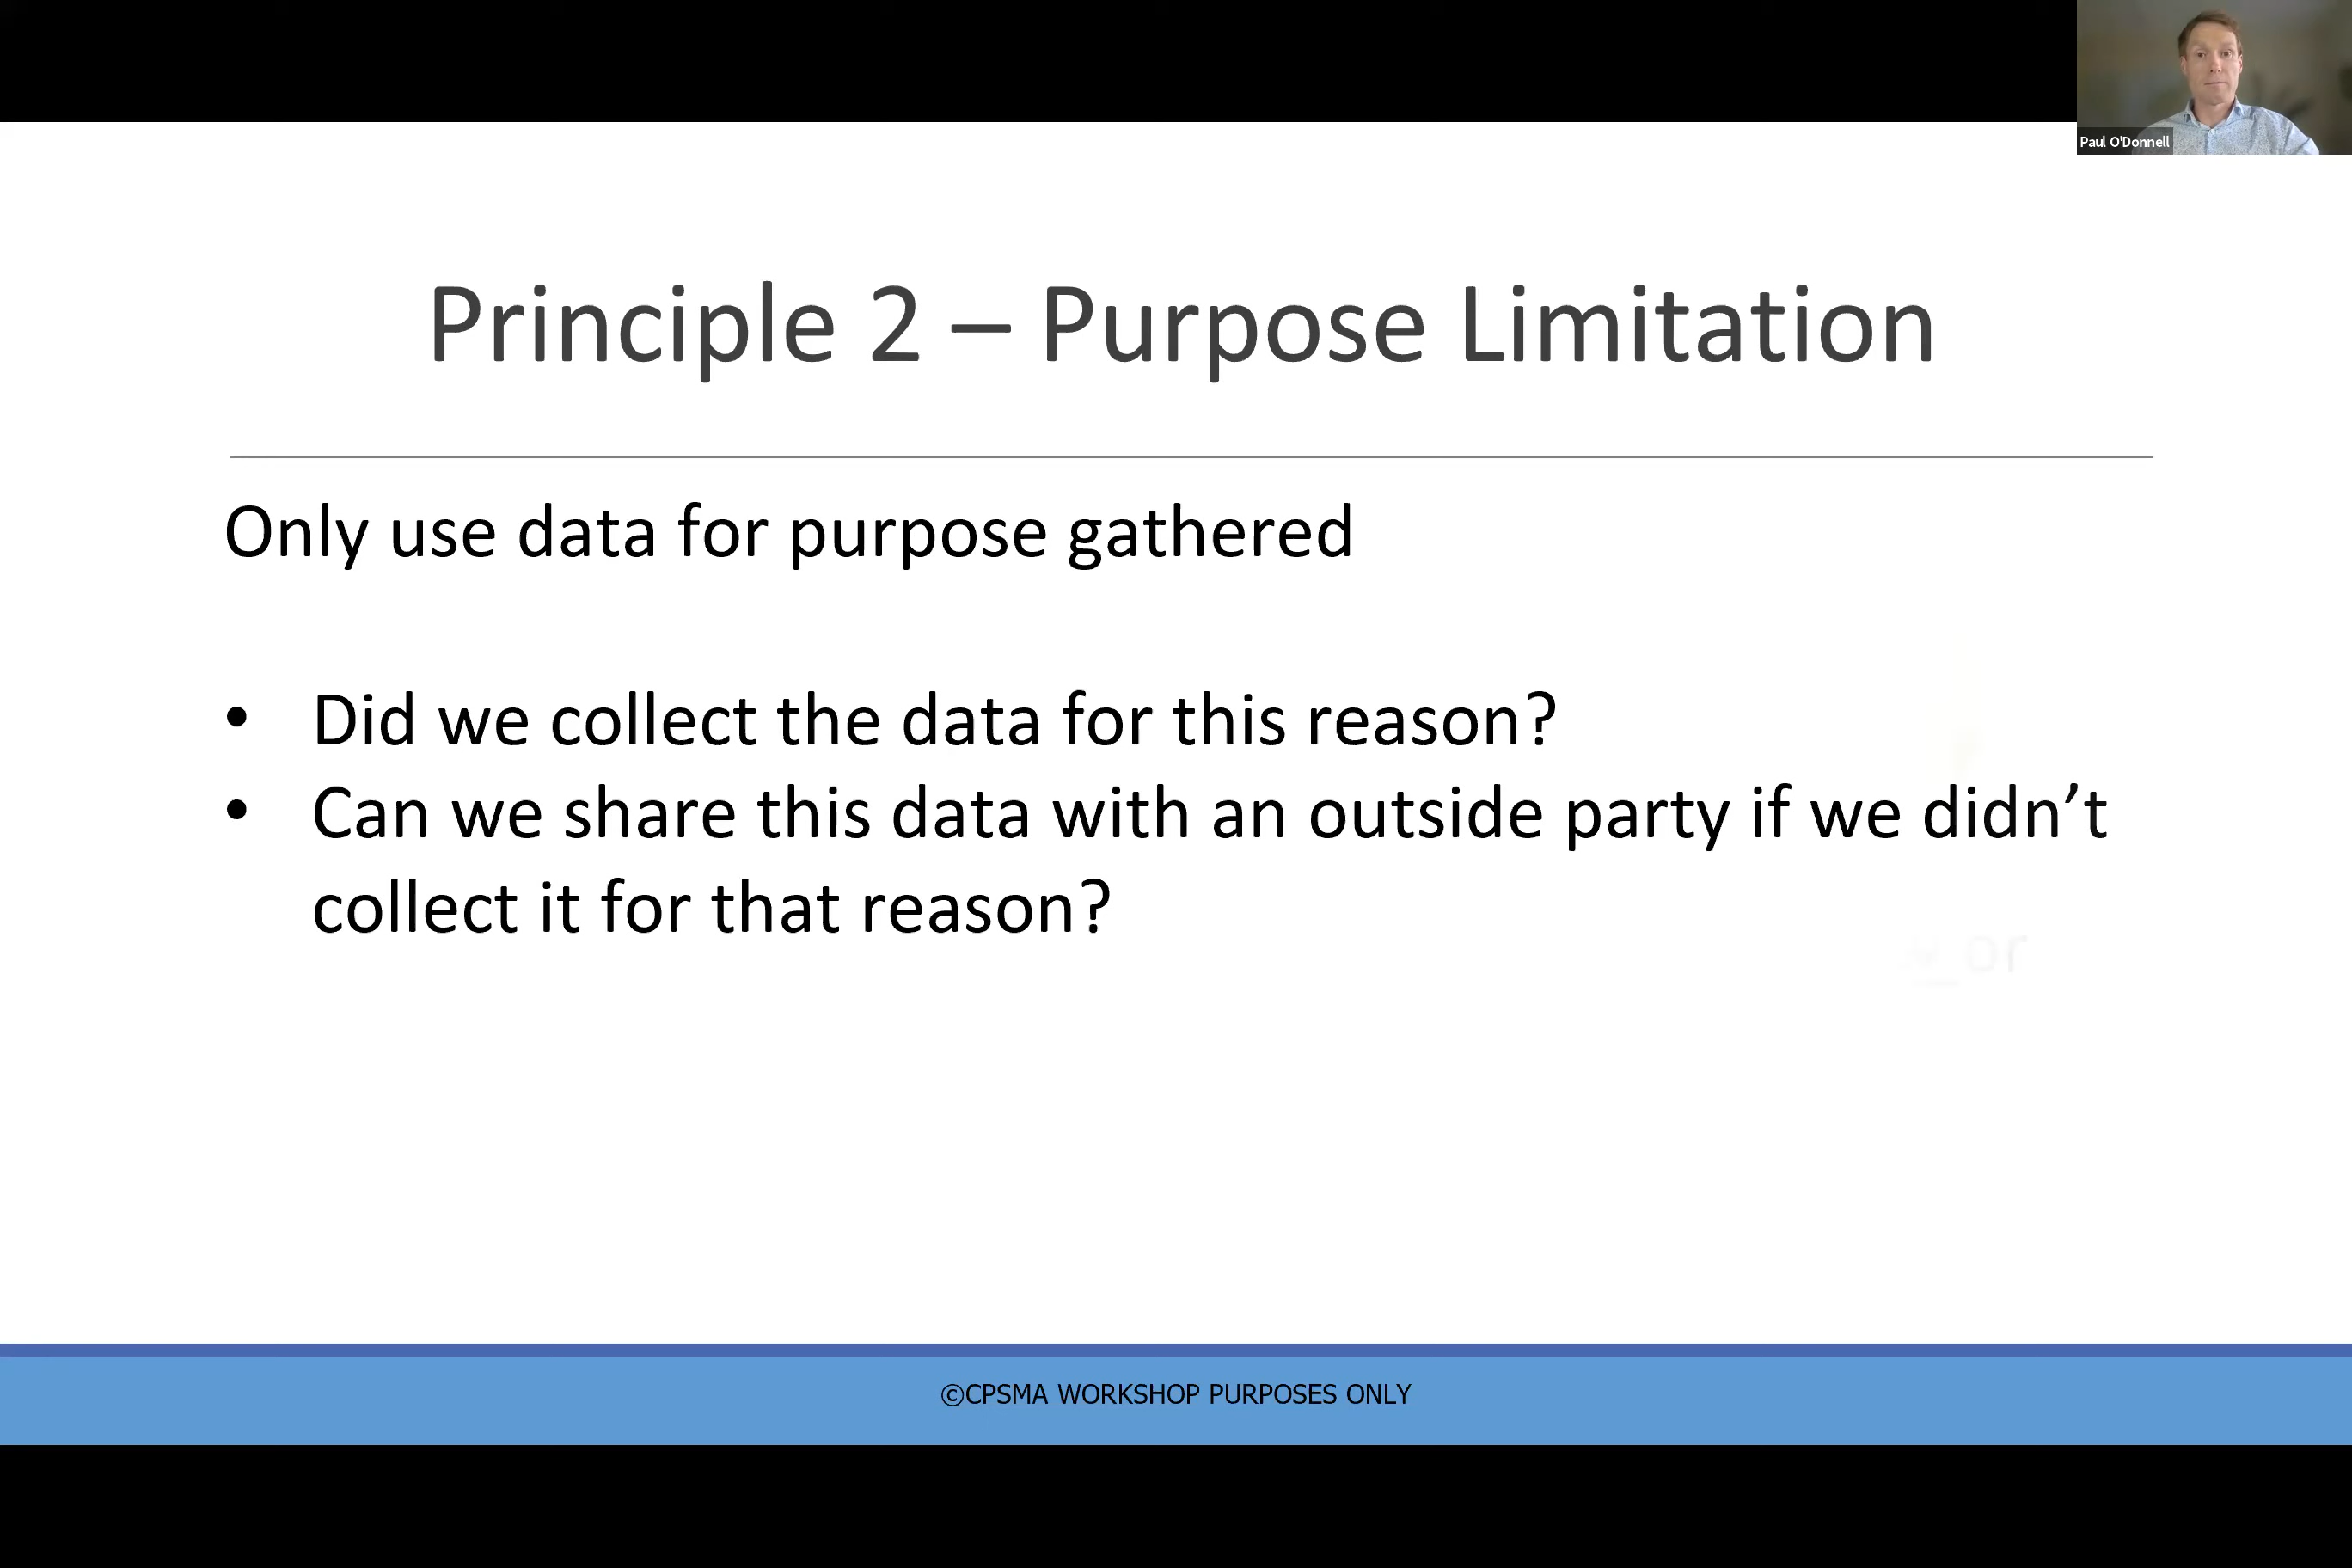 Paul O'Donnell
Principle 2 – Purpose Limitation
Only use data for purpose gathered
• Did we collect the data for this reason?
• Can we share this data with an outside party if we didn’t
collect it for that reason?
©CPSMA WORKSHOP PURPOSES ONLY